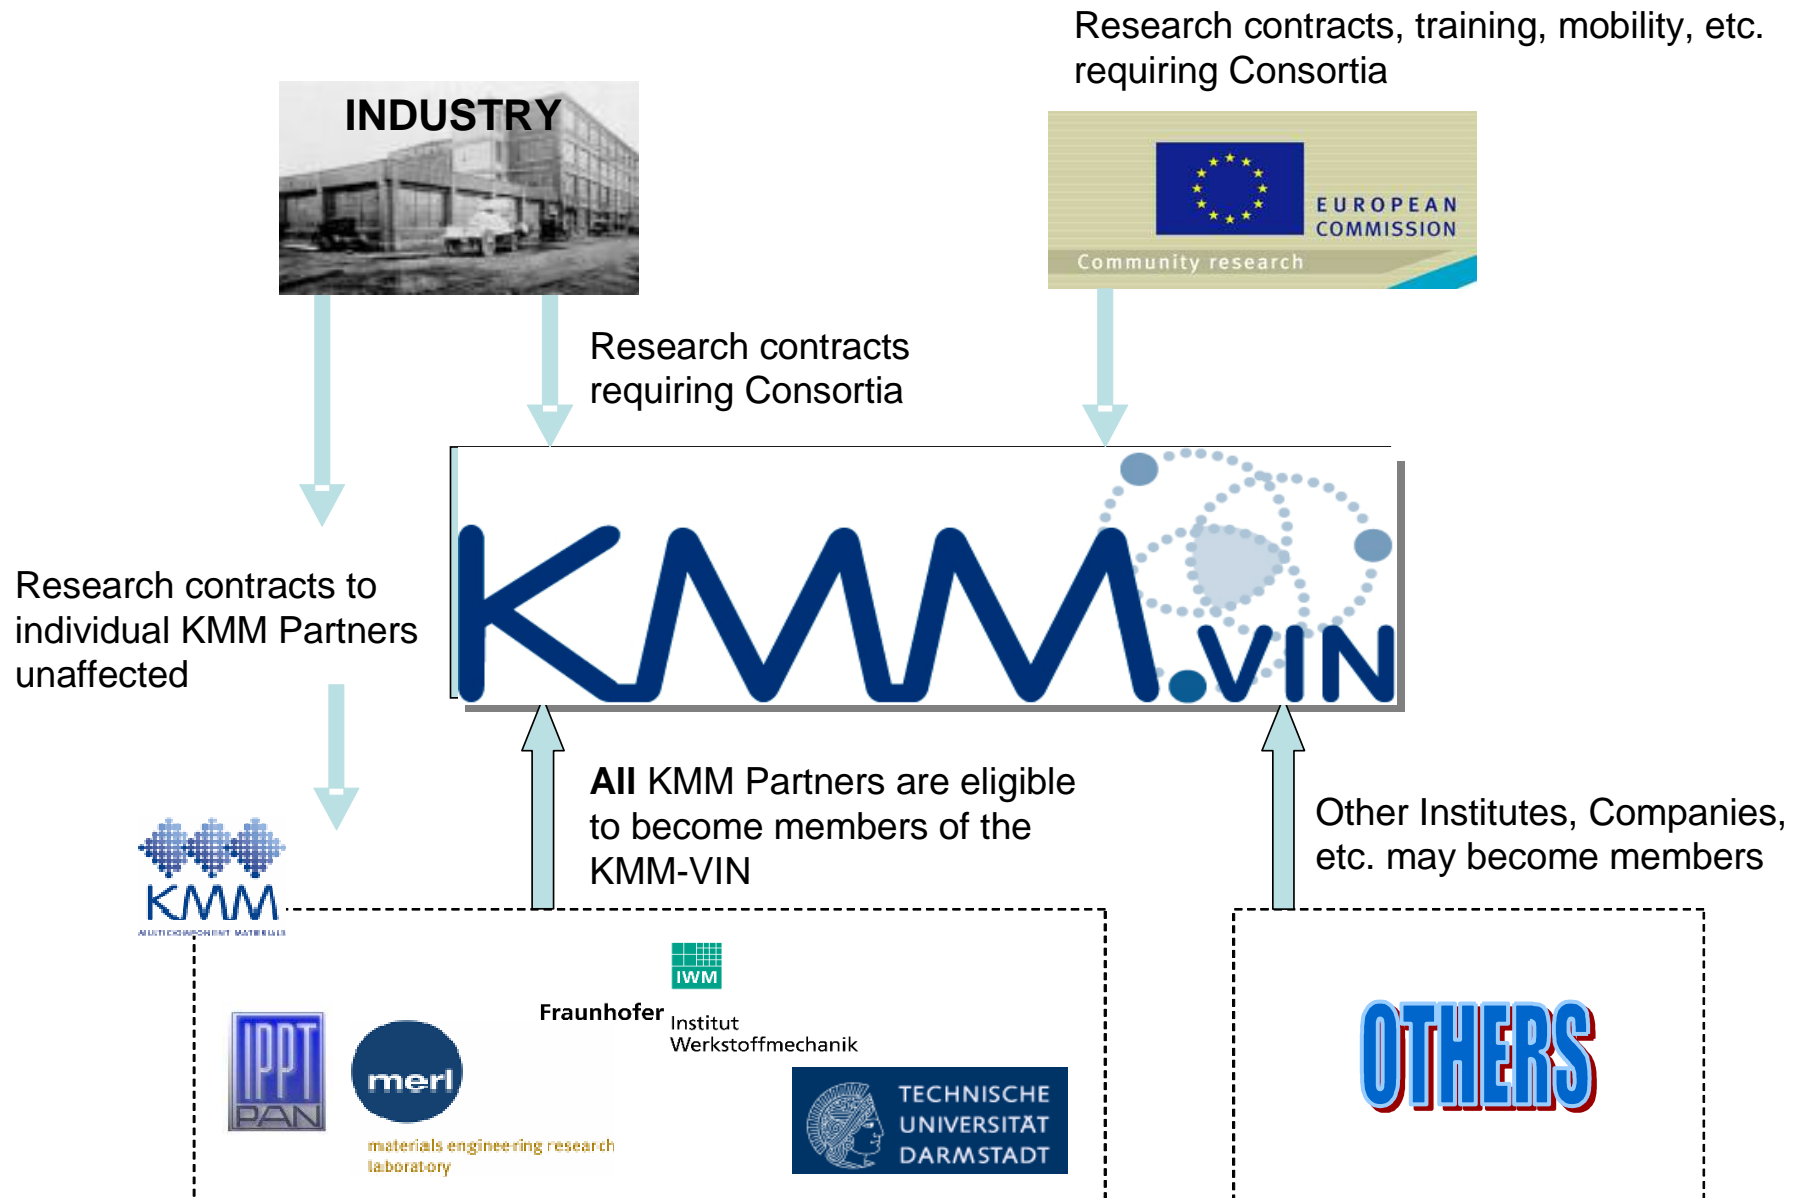 Research contracts, training, mobility, etc.
requiring Consortia
INDUSTRY
EUROPEAN
COMMISSION
Community research
Research contracts
requiring Consortia
KMM.VIN
Research contracts to
individual KMM Partners
unaffected
All KMM Partners are eligible
to become members of the
KMM-VIN
Other Institutes, Companies,
etc. may become members
KMM
MULTICOMPONENT MATERIALS
IWM
Fraunhofer
Institut
Werkstoffmechanik
IPPT
PAN
merl
materials engineering research
laboratory
TECHNISCHE
UNIVERSITÄT
DARMSTADT
OTHERS